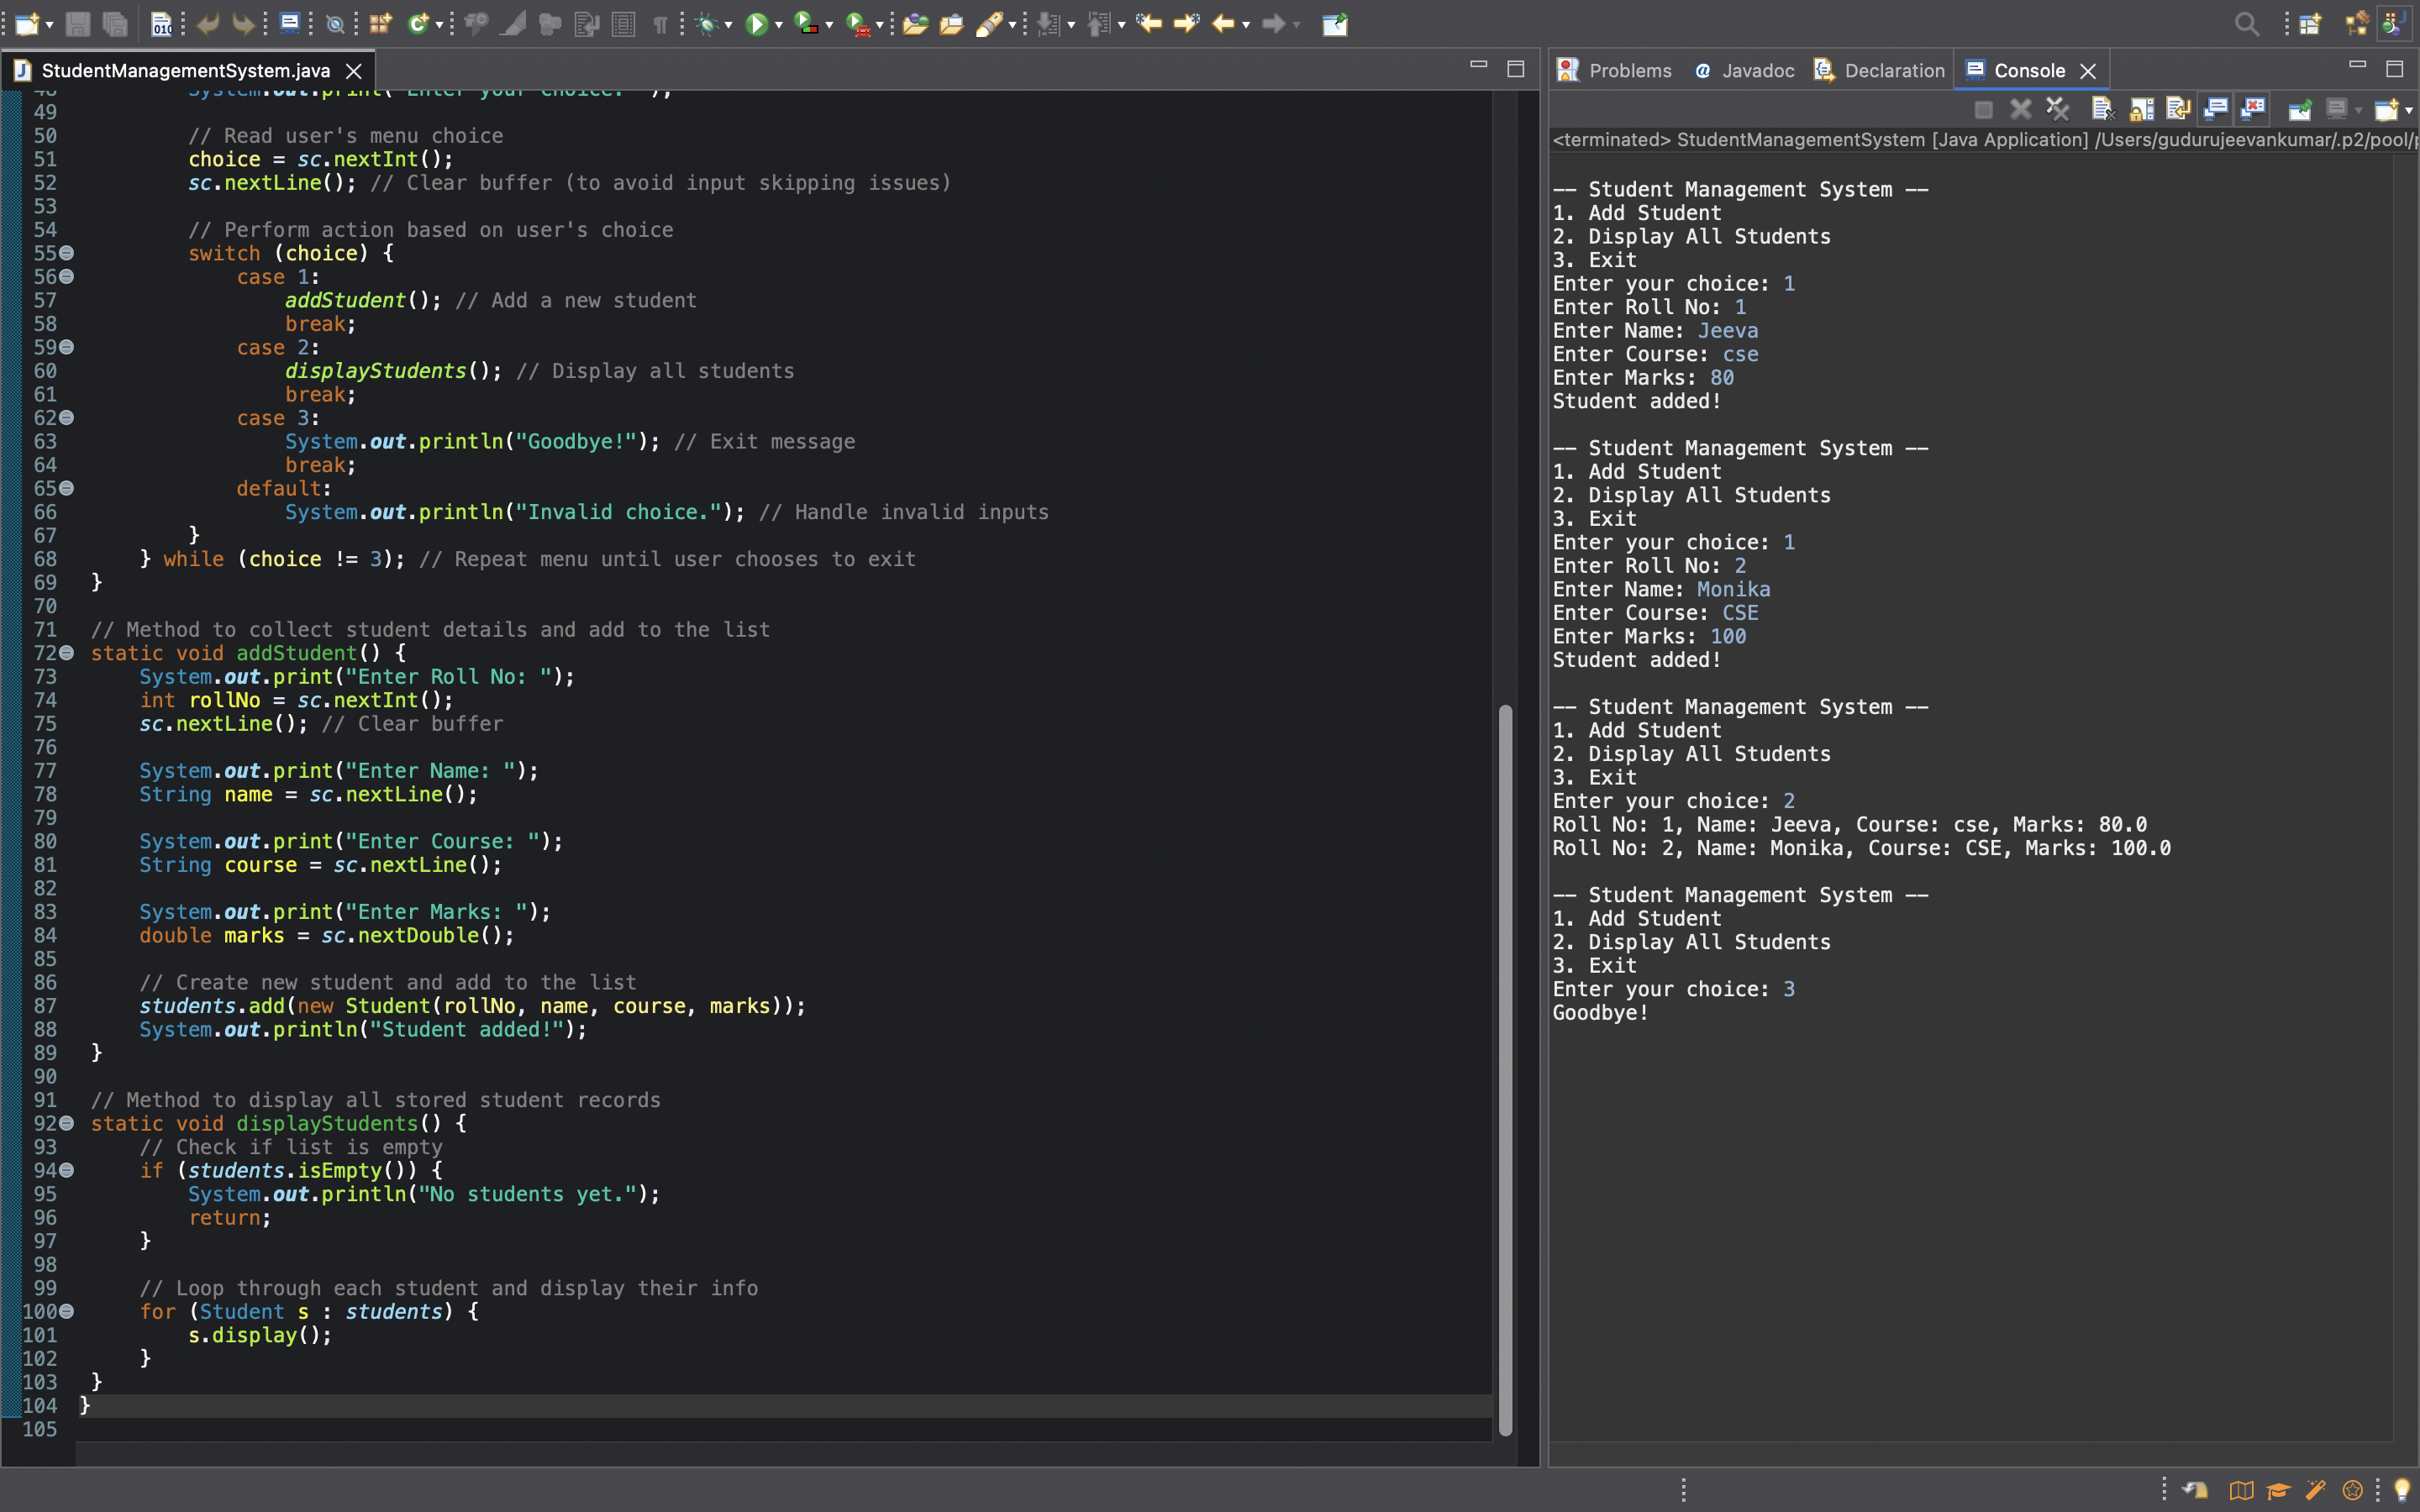 StudentManagementSystem.java
48 System.out.print("Enter your choice: ");
49
50 // Read user's menu choice
51 choice = sc.nextInt();
52 sc.nextLine(); // Clear buffer (to avoid input skipping issues)
53
54 // Perform action based on user's choice
55 switch (choice) {
56 case 1:
57 addStudent(); // Add a new student
58 break;
59 case 2:
60 displayStudents(); // Display all students
61 break;
62 case 3:
63 System.out.println("Goodbye!"); // Exit message
64 break;
65 default:
66 System.out.println("Invalid choice."); // Handle invalid inputs
67 }
68 } while (choice != 3); // Repeat menu until user chooses to exit
69 }
70
71 // Method to collect student details and add to the list
72 static void addStudent() {
73 System.out.print("Enter Roll No: ");
74 int rollNo = sc.nextInt();
75 sc.nextLine(); // Clear buffer
76
77 System.out.print("Enter Name: ");
78 String name = sc.nextLine();
79
80 System.out.print("Enter Course: ");
81 String course = sc.nextLine();
82
83 System.out.print("Enter Marks: ");
84 double marks = sc.nextDouble();
85
86 // Create new student and add to the list
87 students.add(new Student(rollNo, name, course, marks));
88 System.out.println("Student added!");
89 }
90
91 // Method to display all stored student records
92 static void displayStudents() {
93 // Check if list is empty
94 if (students.isEmpty()) {
95 System.out.println("No students yet.");
96 return;
97 }
98
99 // Loop through each student and display their info
100 for (Student s : students) {
101 s.display();
102 }
103 }
104 }
105
Problems Javadoc Declaration Console
<terminated> StudentManagementSystem [Java Application] /Users/gudurujeevankumar/.p2/pool/
-- Student Management System --
1. Add Student
2. Display All Students
3. Exit
Enter your choice: 1
Enter Roll No: 1
Enter Name: Jeeva
Enter Course: cse
Enter Marks: 80
Student added!
-- Student Management System --
1. Add Student
2. Display All Students
3. Exit
Enter your choice: 1
Enter Roll No: 2
Enter Name: Monika
Enter Course: CSE
Enter Marks: 100
Student added!
-- Student Management System --
1. Add Student
2. Display All Students
3. Exit
Enter your choice: 2
Roll No: 1, Name: Jeeva, Course: cse, Marks: 80.0
Roll No: 2, Name: Monika, Course: CSE, Marks: 100.0
-- Student Management System --
1. Add Student
2. Display All Students
3. Exit
Enter your choice: 3
Goodbye!